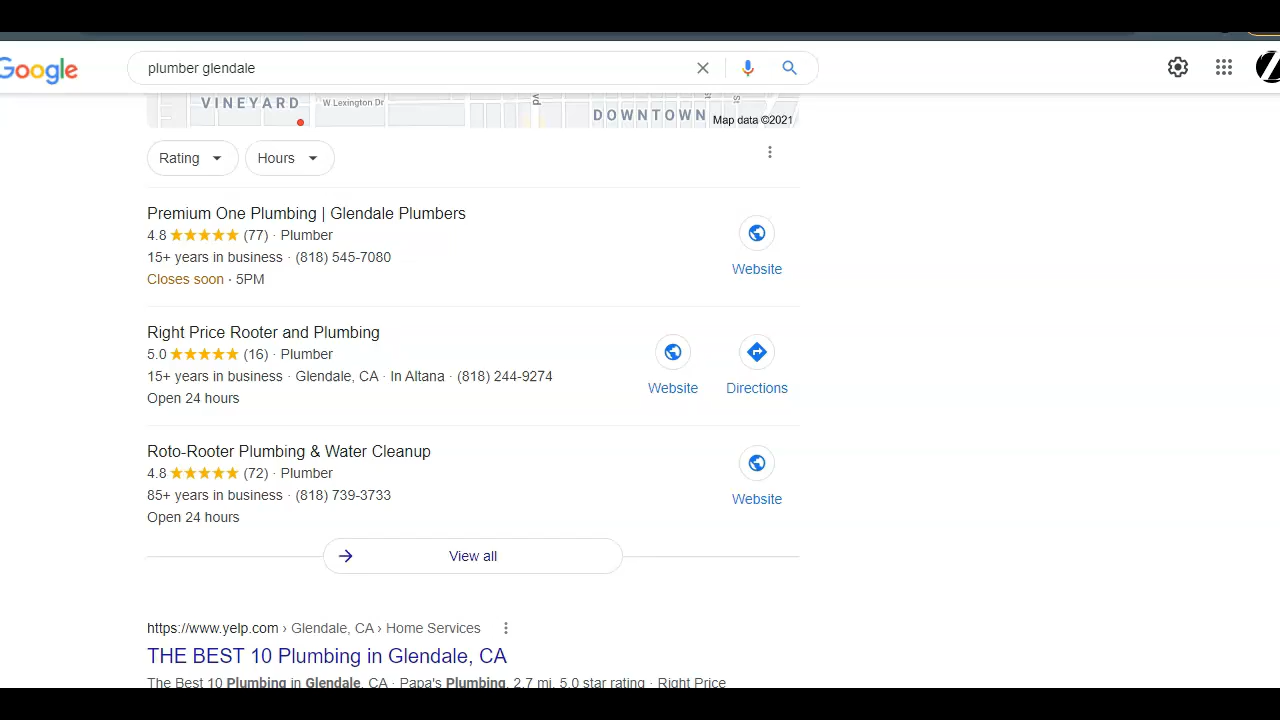 Google
plumber glendale
VINEYARD
W Lexington Dr
DOWNTOWN
Map data ©2021
Rating
Hours
Premium One Plumbing | Glendale Plumbers
4.8 (77) · Plumber
15+ years in business · (818) 545-7080
Closes soon · 5PM
Website
Right Price Rooter and Plumbing
5.0 (16) · Plumber
15+ years in business · Glendale, CA · In Altana · (818) 244-9274
Open 24 hours
Website
Directions
Roto-Rooter Plumbing & Water Cleanup
4.8 (72) · Plumber
85+ years in business · (818) 739-3733
Open 24 hours
Website
View all
https://www.yelp.com › Glendale, CA › Home Services
THE BEST 10 Plumbing in Glendale, CA
The Best 10 Plumbing in Glendale, CA · Papa's Plumbing, 2.7 mi, 5.0 star rating · Right Price